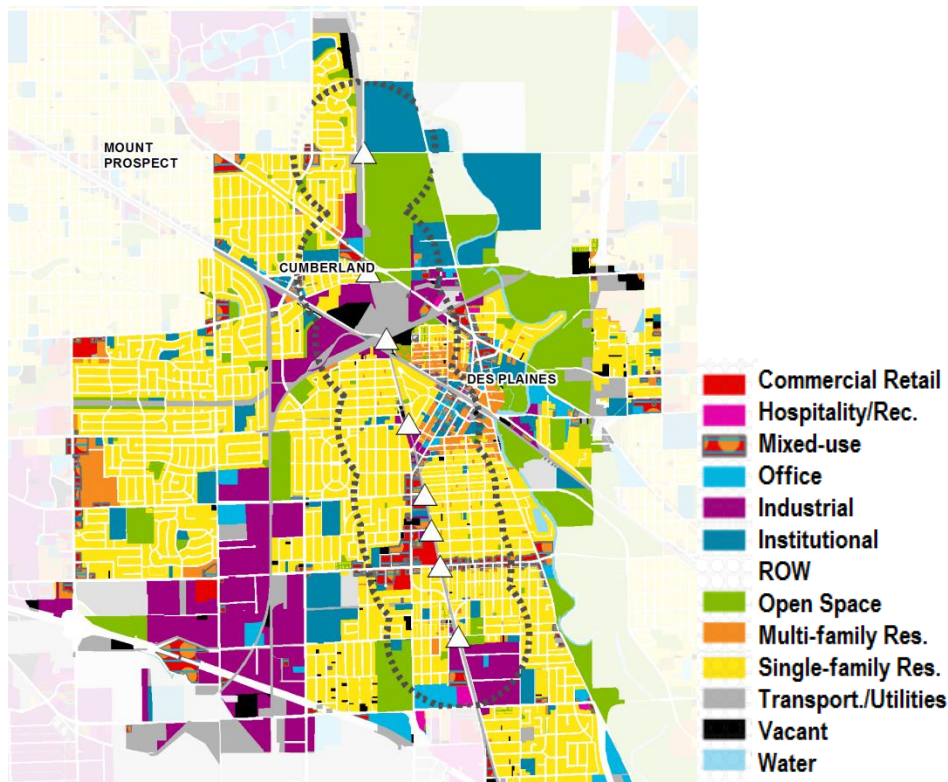 MOUNT
PROSPECT
CUMBERLAND
DES PLAINES
Commercial Retail
Hospitality/Rec.
Mixed-use
Office
Industrial
Institutional
ROW
Open Space
Multi-family Res.
Single-family Res.
Transport./Utilities
Vacant
Water